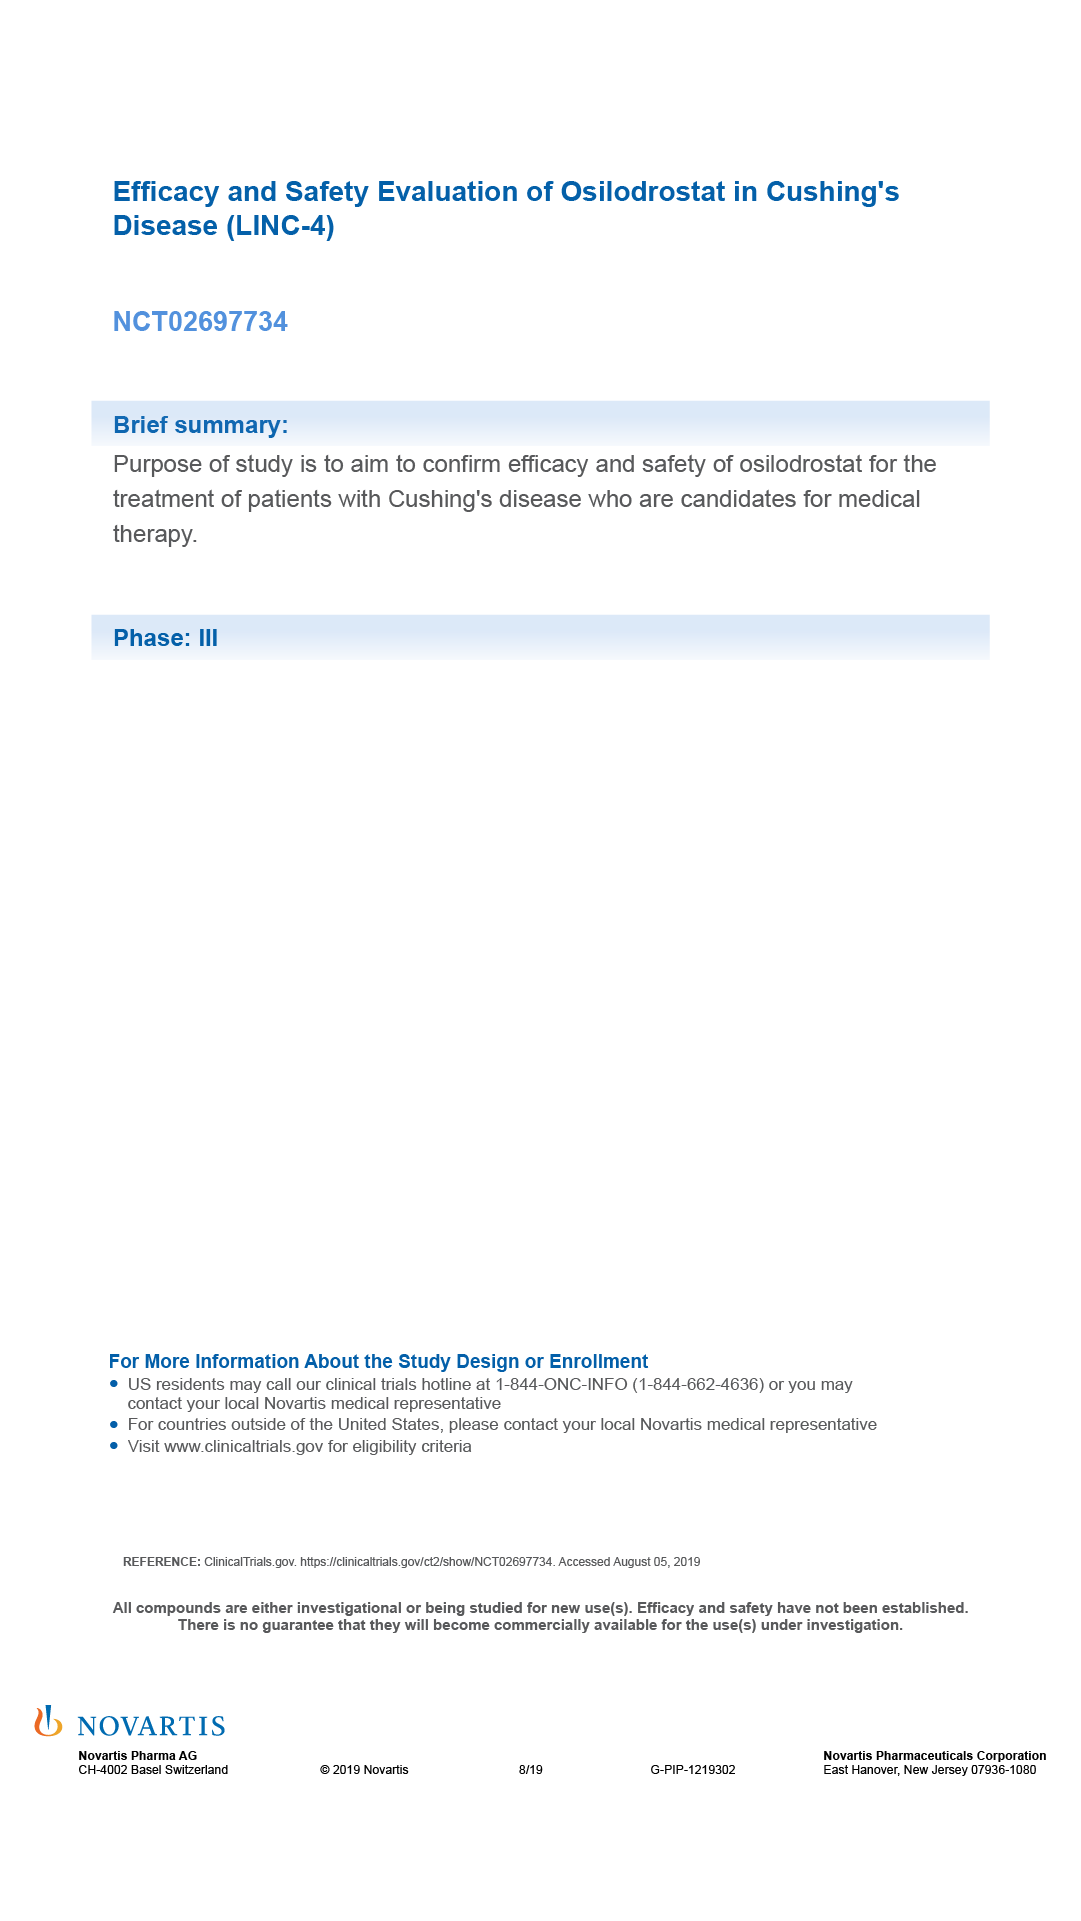 Efficacy and Safety Evaluation of Osilodrostat in Cushing's
Disease (LINC-4)
NCT02697734
Brief summary:
Purpose of study is to aim to confirm efficacy and safety of osilodrostat for the
treatment of patients with Cushing's disease who are candidates for medical
therapy.
Phase: III
For More Information About the Study Design or Enrollment
• US residents may call our clinical trials hotline at 1-844-ONC-INFO (1-844-662-4636) or you may
contact your local Novartis medical representative
• For countries outside of the United States, please contact your local Novartis medical representative
• Visit www.clinicaltrials.gov for eligibility criteria
REFERENCE: ClinicalTrials.gov. https://clinicaltrials.gov/ct2/show/NCT02697734. Accessed August 05, 2019
All compounds are either investigational or being studied for new use(s). Efficacy and safety have not been established.
There is no guarantee that they will become commercially available for the use(s) under investigation.
NOVARTIS
Novartis Pharma AG
CH-4002 Basel Switzerland
© 2019 Novartis
8/19
G-PIP-1219302
Novartis Pharmaceuticals Corporation
East Hanover, New Jersey 07936-1080